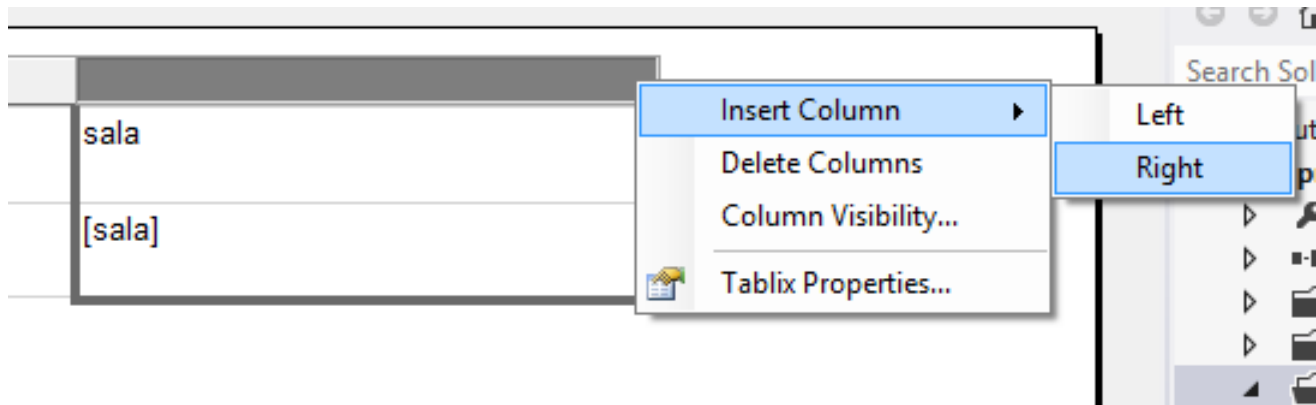 Search Sol
sala
Insert Column
Left
Delete Columns
Right
[sala]
Column Visibility...
Tablix Properties...